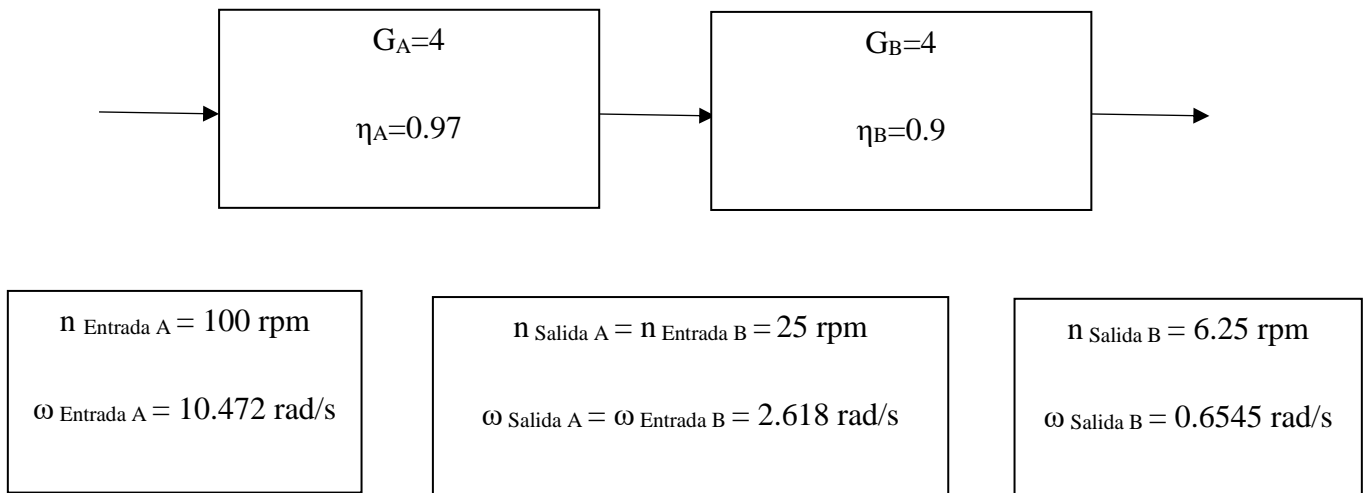 GA=4
ηA=0.97
GB=4
ηB=0.9
n Entrada A = 100 rpm
ω Entrada A = 10.472 rad/s
n Salida A = n Entrada B = 25 rpm
ω Salida A = ω Entrada B = 2.618 rad/s
n Salida B = 6.25 rpm
ω Salida B = 0.6545 rad/s